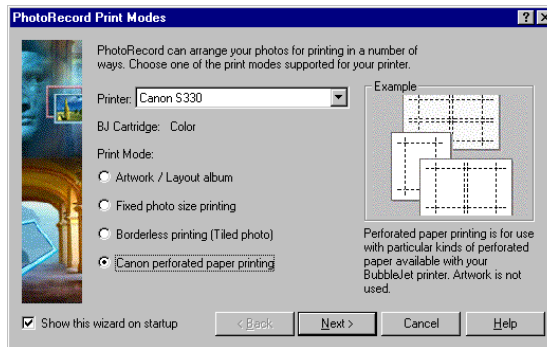 PhotoRecord Print Modes
PhotoRecord can arrange your photos for printing in a number of
ways. Choose one of the print modes supported for your printer.
Printer: Canon S330
Example
BJ Cartridge: Color
Print Mode:
Artwork / Layout album
Fixed photo size printing
Borderless printing (Tiled photo)
Canon perforated paper printing
Perforated paper printing is for use
with particular kinds of perforated
paper available with your
BubbleJet printer. Artwork is not
used.
Show this wizard on startup
< Back
Next >
Cancel
Help